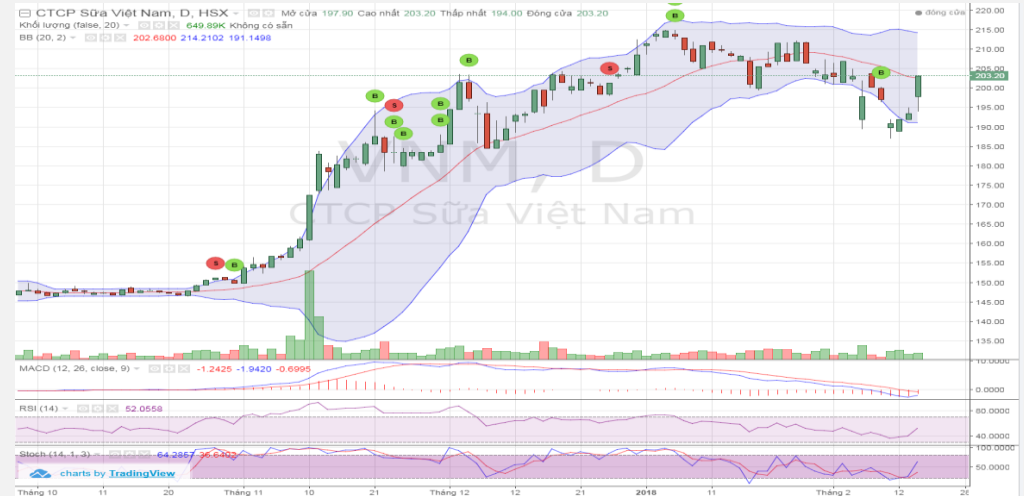 CTCP Sữa Việt Nam, D, HSX Mở cửa 197.90 Cao nhất 203.20 Thấp nhất 194.00 Đóng cửa 203.20
đóng cửa
Khối lượng (false, 20) 649.89K Không có sẵn
BB (20, 2) 202.6800 214.2102 191.1498
220.00
215.00
210.00
205.00
203.20
200.00
195.00
190.00
185.00
180.00
175.00
170.00
165.00
160.00
155.00
150.00
145.00
140.00
135.00
B
B
S
B
B
B
B
S
B
B
S
B
VNM, D
CTCP Sữa Việt Nam
MACD (12, 26, close, 9) -1.2425 -1.9420 -0.6995
10.0000
0.0000
RSI (14) 52.0558
80.0000
40.0000
Stoch (14, 1, 3) 64.2857
100.0000
50.0000
charts by TradingView
Tháng 10 11 20 Tháng 11 10 21 Tháng 12 12 21 2018 11 Tháng 2 12